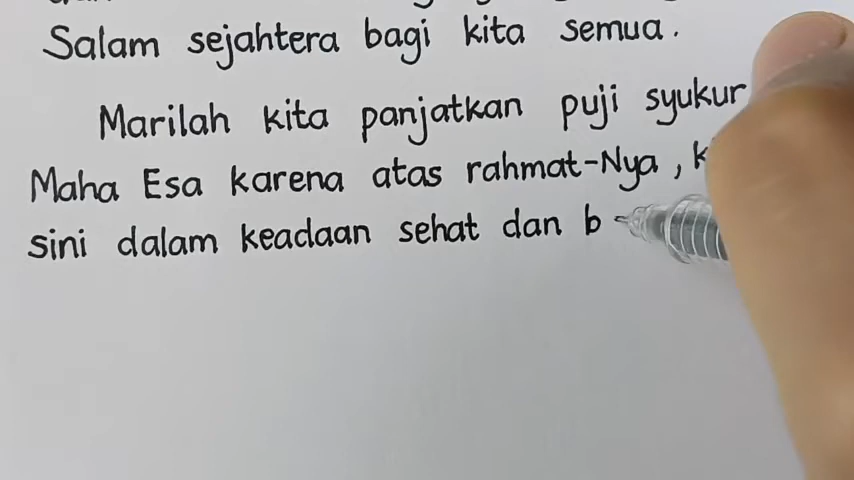 Salam sejahtera bagi kita semua.
Marilah kita panjatkan puji syukur
Maha Esa karena atas rahmat-Nya,
sini dalam keadaan sehat dan b